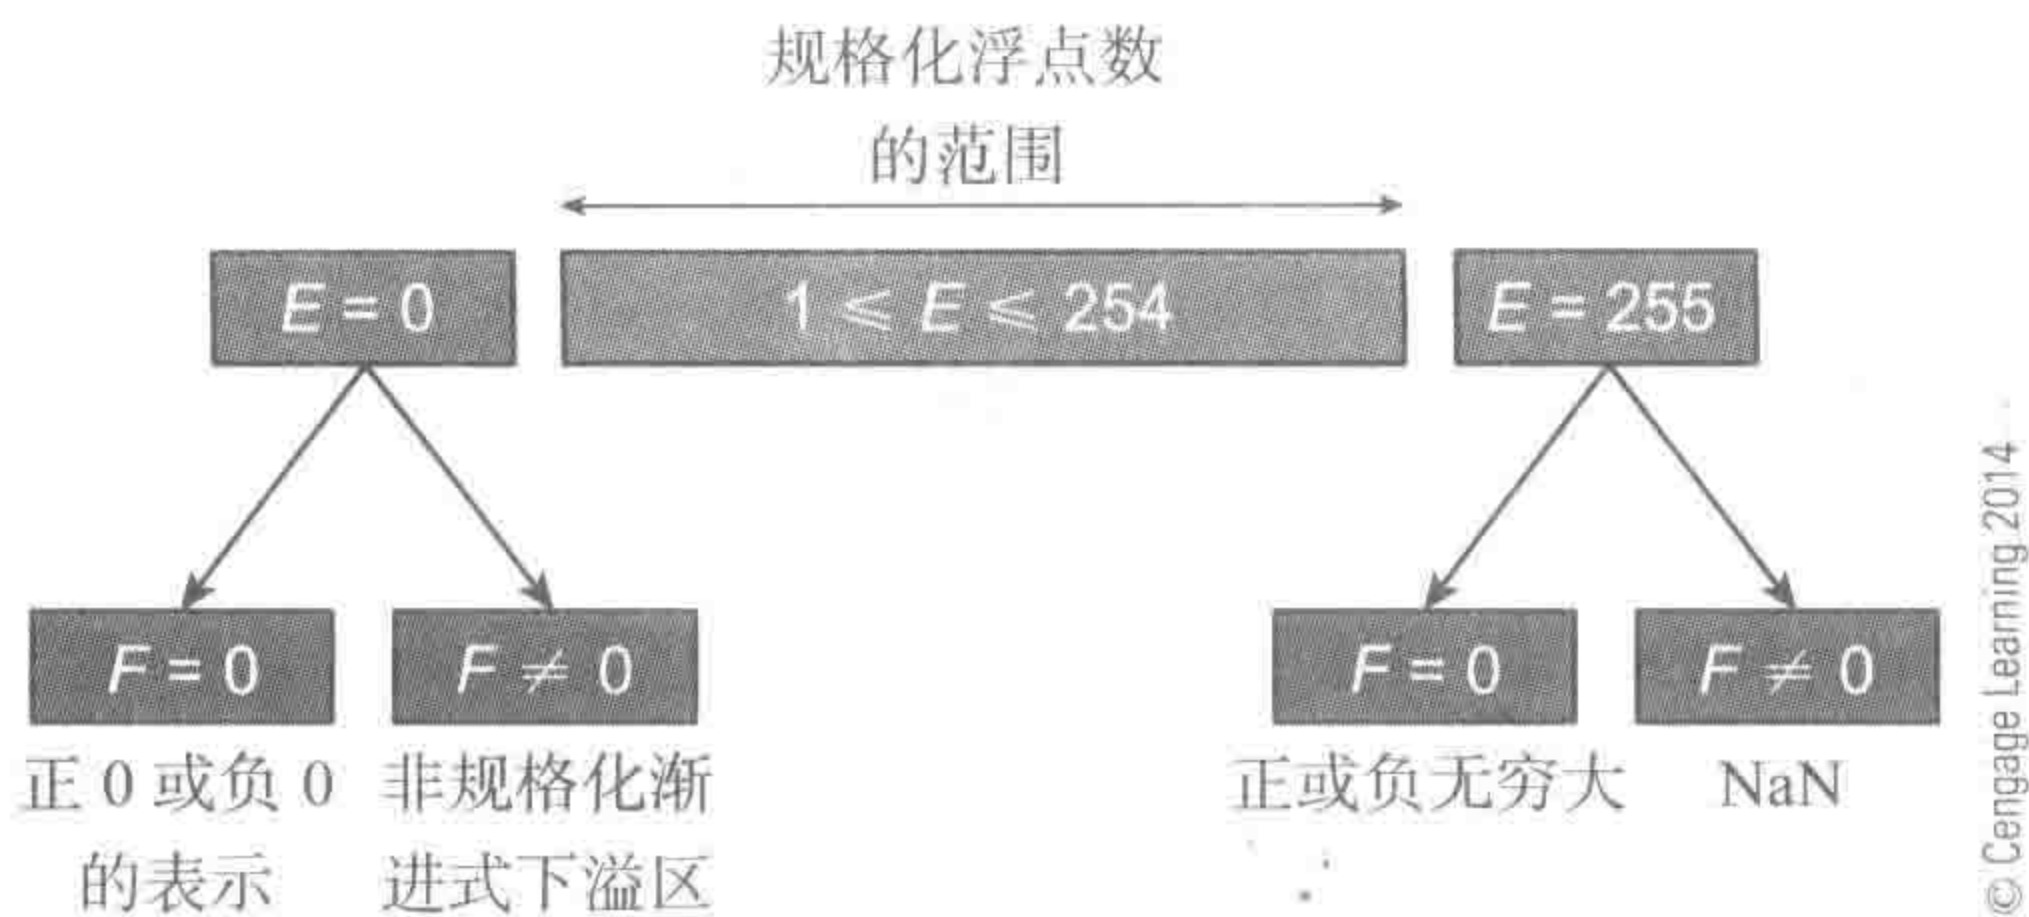 规格化浮点数
的范围
E = 0
1 ⩽ E ⩽ 254
E = 255
F = 0
F ≠ 0
F = 0
F ≠ 0
正 0 或负 0
的表示
非规格化渐
进式下溢区
正或负无穷大
NaN
© Cengage Learning 2014